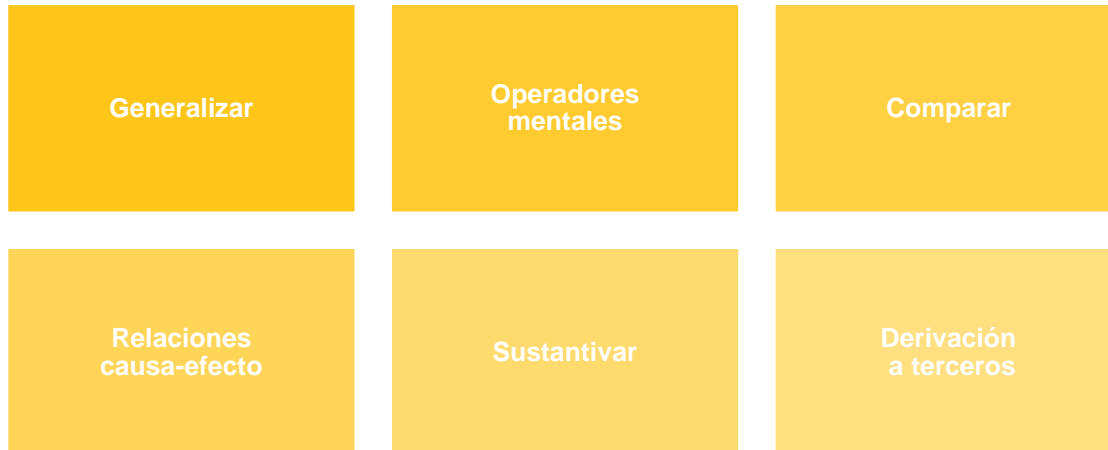 Generalizar
Operadores
mentales
Comparar
Relaciones
causa-efecto
Sustantivar
Derivación
a terceros